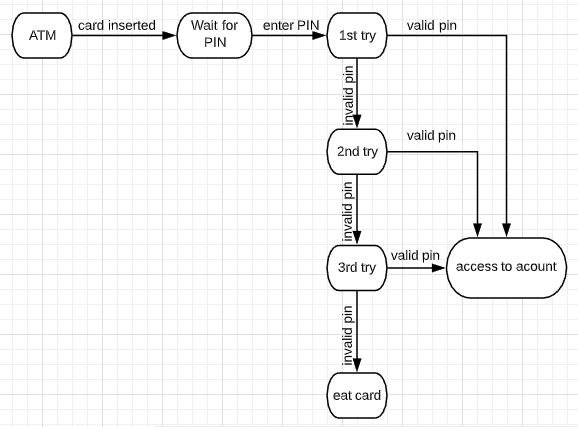 ATM
card inserted
Wait for
PIN
enter PIN
1st try
valid pin
invalid pin
2nd try
valid pin
invalid pin
3rd try
valid pin
access to acount
invalid pin
eat card